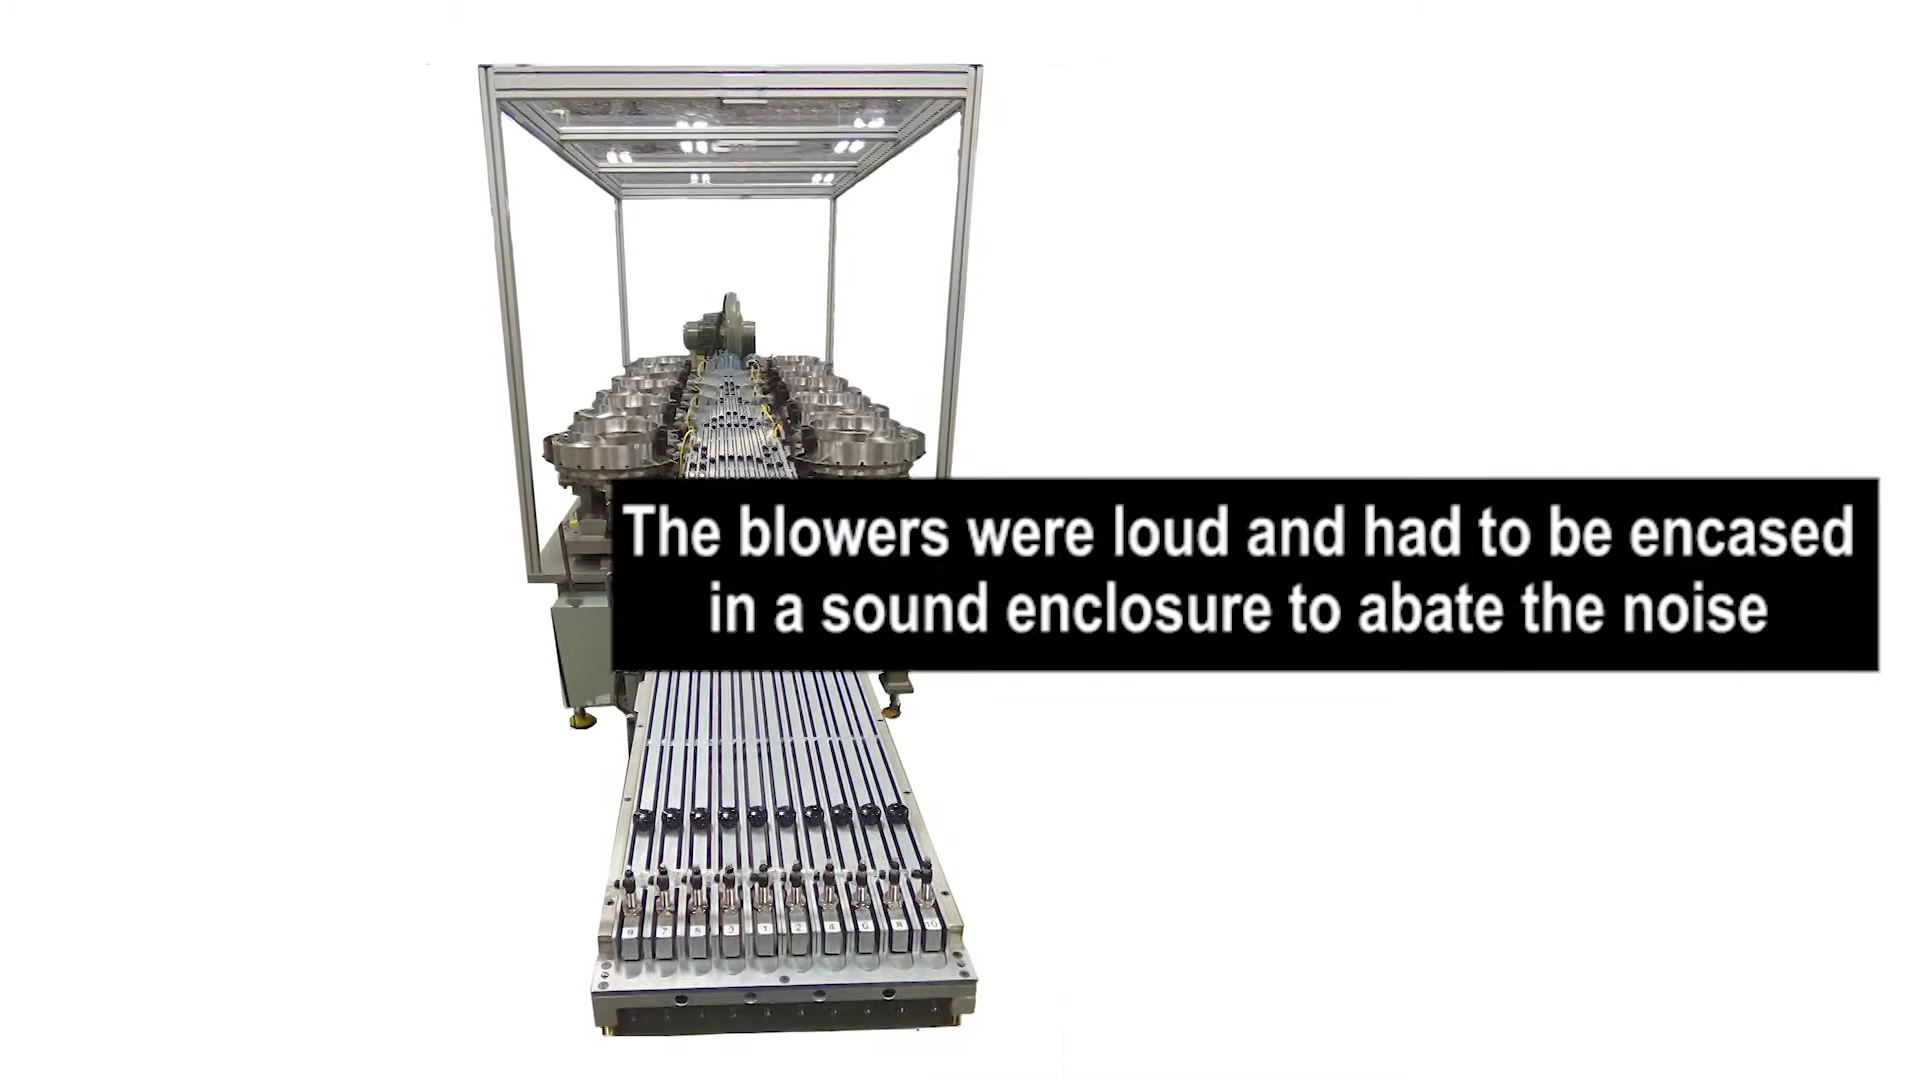 The blowers were loud and had to be encased
in a sound enclosure to abate the noise